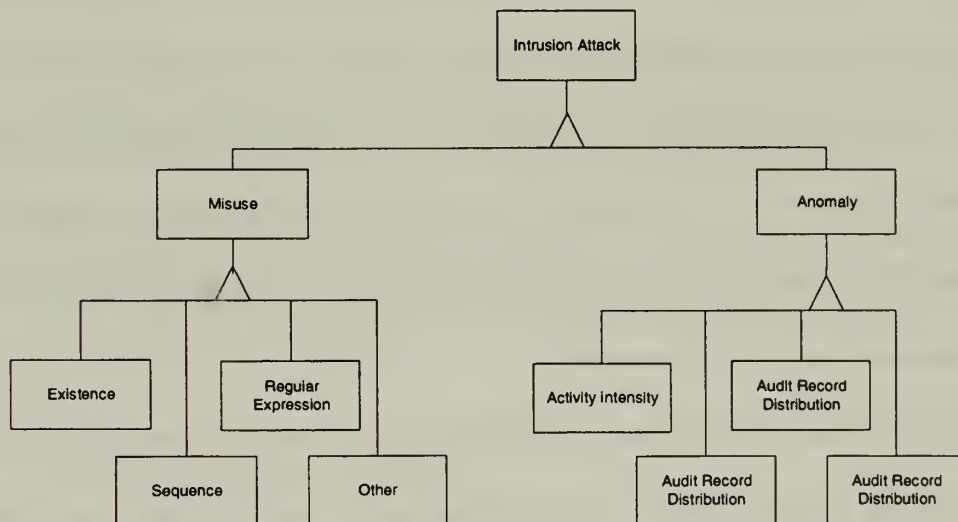 Intrusion Attack
Misuse
Anomaly
Existence
Regular
Expression
Activity intensity
Audit Record
Distribution
Sequence
Other
Audit Record
Distribution
Audit Record
Distribution